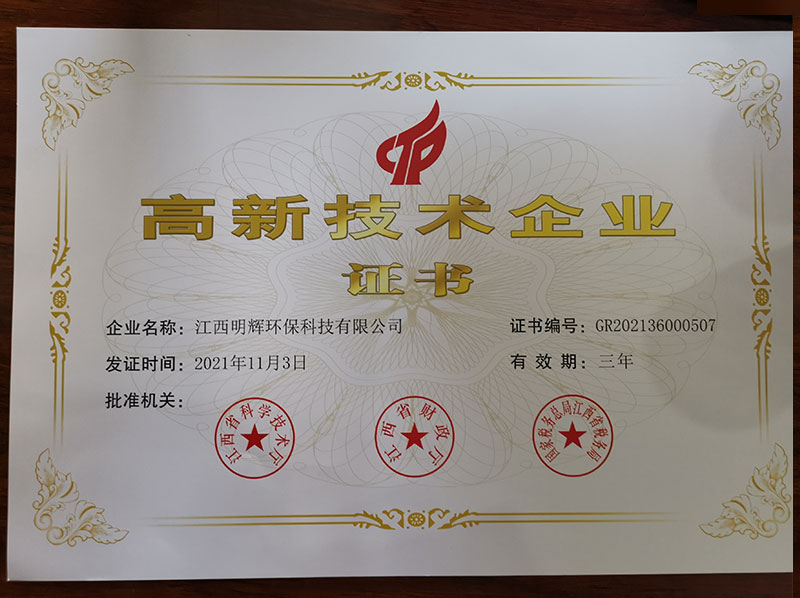 CTP
高新技术企业
证书
企业名称：江西明辉环保科技有限公司 证书编号：GR202136000507
发证时间：2021年11月3日 有效期：三年
批准机关：
江西省科学技术厅
江西省财政厅
国家税务总局江西省税务局